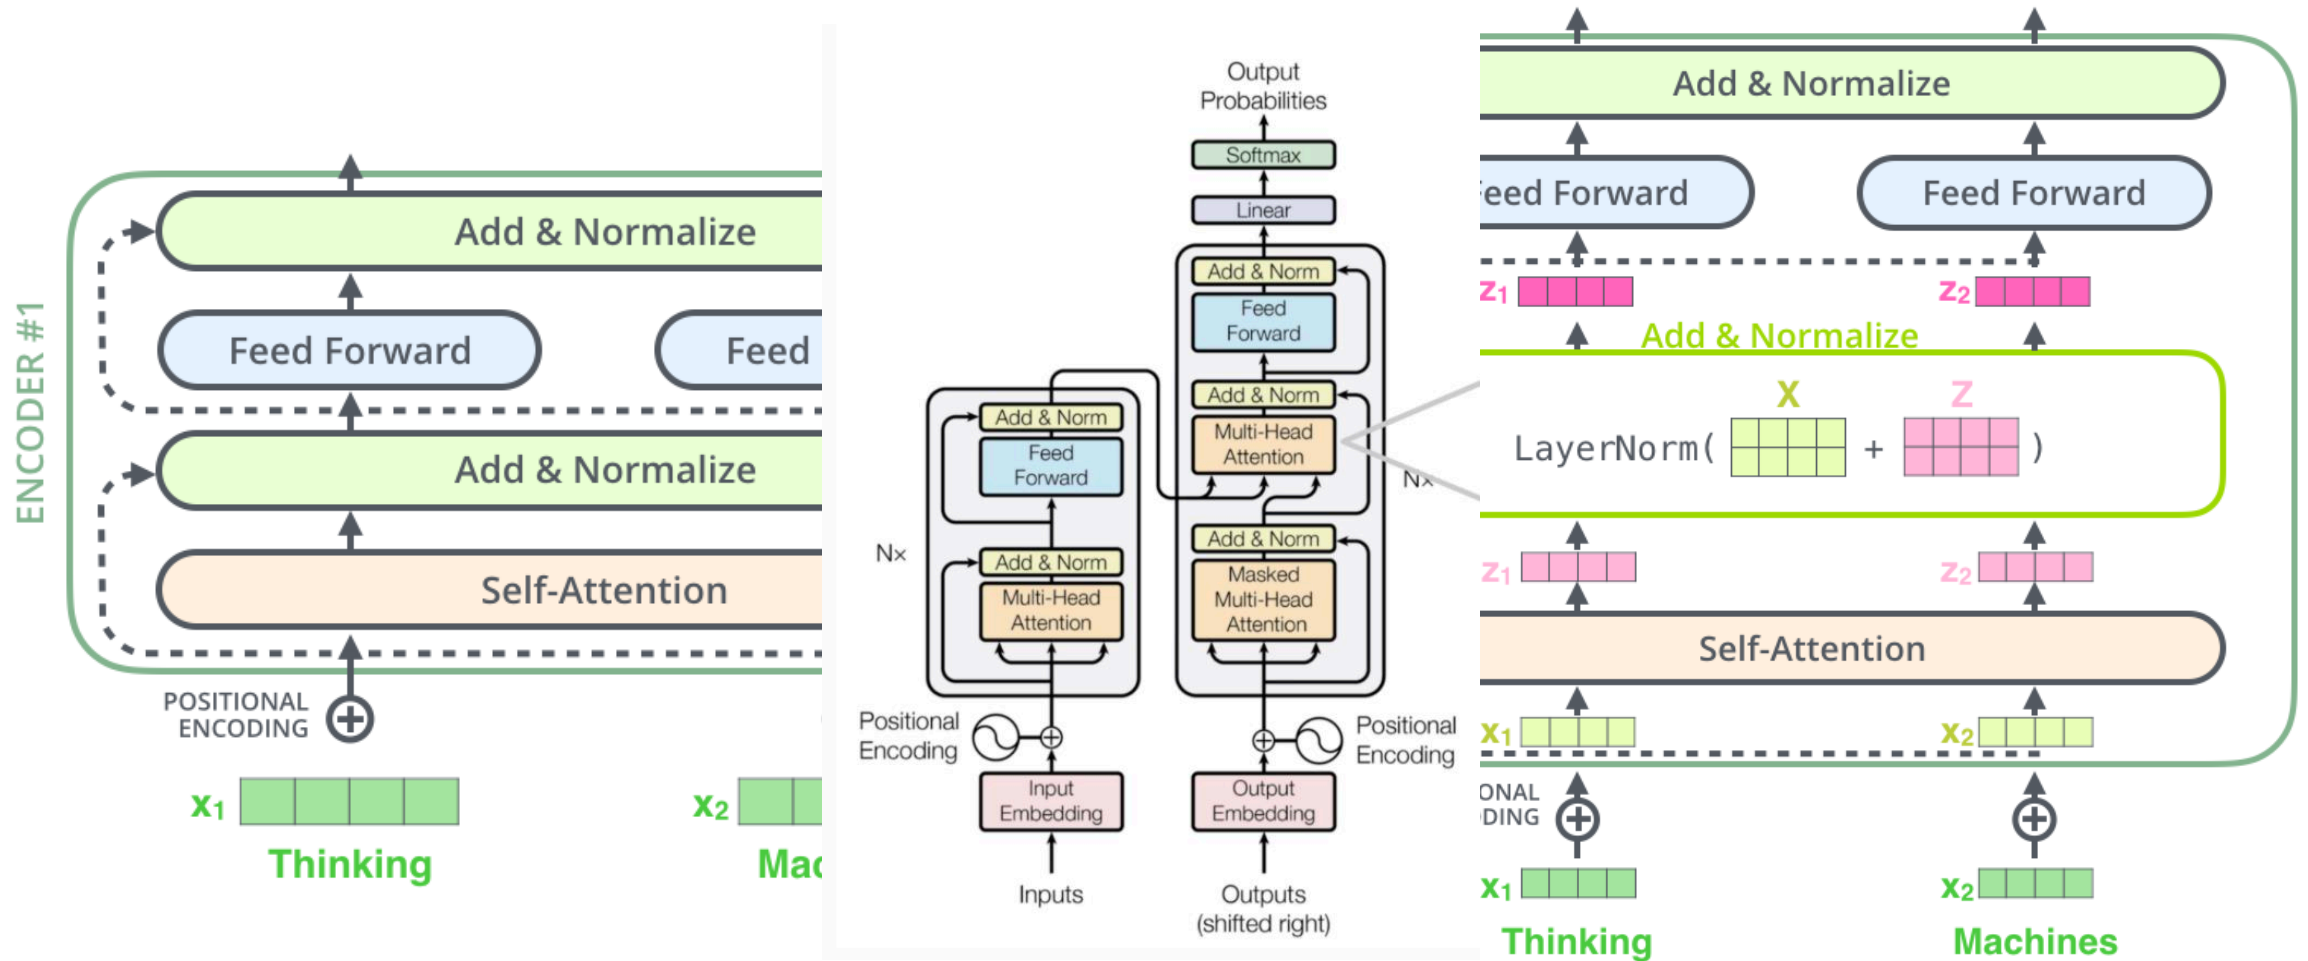 ENCODER #1
Add & Normalize
Feed Forward
Feed
Add & Normalize
Self-Attention
POSITIONAL
ENCODING
x1
x2
Thinking
Mac
Output
Probabilities
Softmax
Linear
Add & Norm
Feed
Forward
Add & Norm
Multi-Head
Attention
Nx
Add & Norm
Masked
Multi-Head
Attention
Add & Norm
Feed
Forward
Nx
Add & Norm
Multi-Head
Attention
Positional
Encoding
Positional
Encoding
Input
Embedding
Output
Embedding
Inputs
Outputs
(shifted right)
Add & Normalize
eed Forward
Feed Forward
z1
z2
Add & Normalize
X
Z
LayerNorm( + )
z1
z2
Self-Attention
x1
x2
ONAL
DING
x1
x2
Thinking
Machines